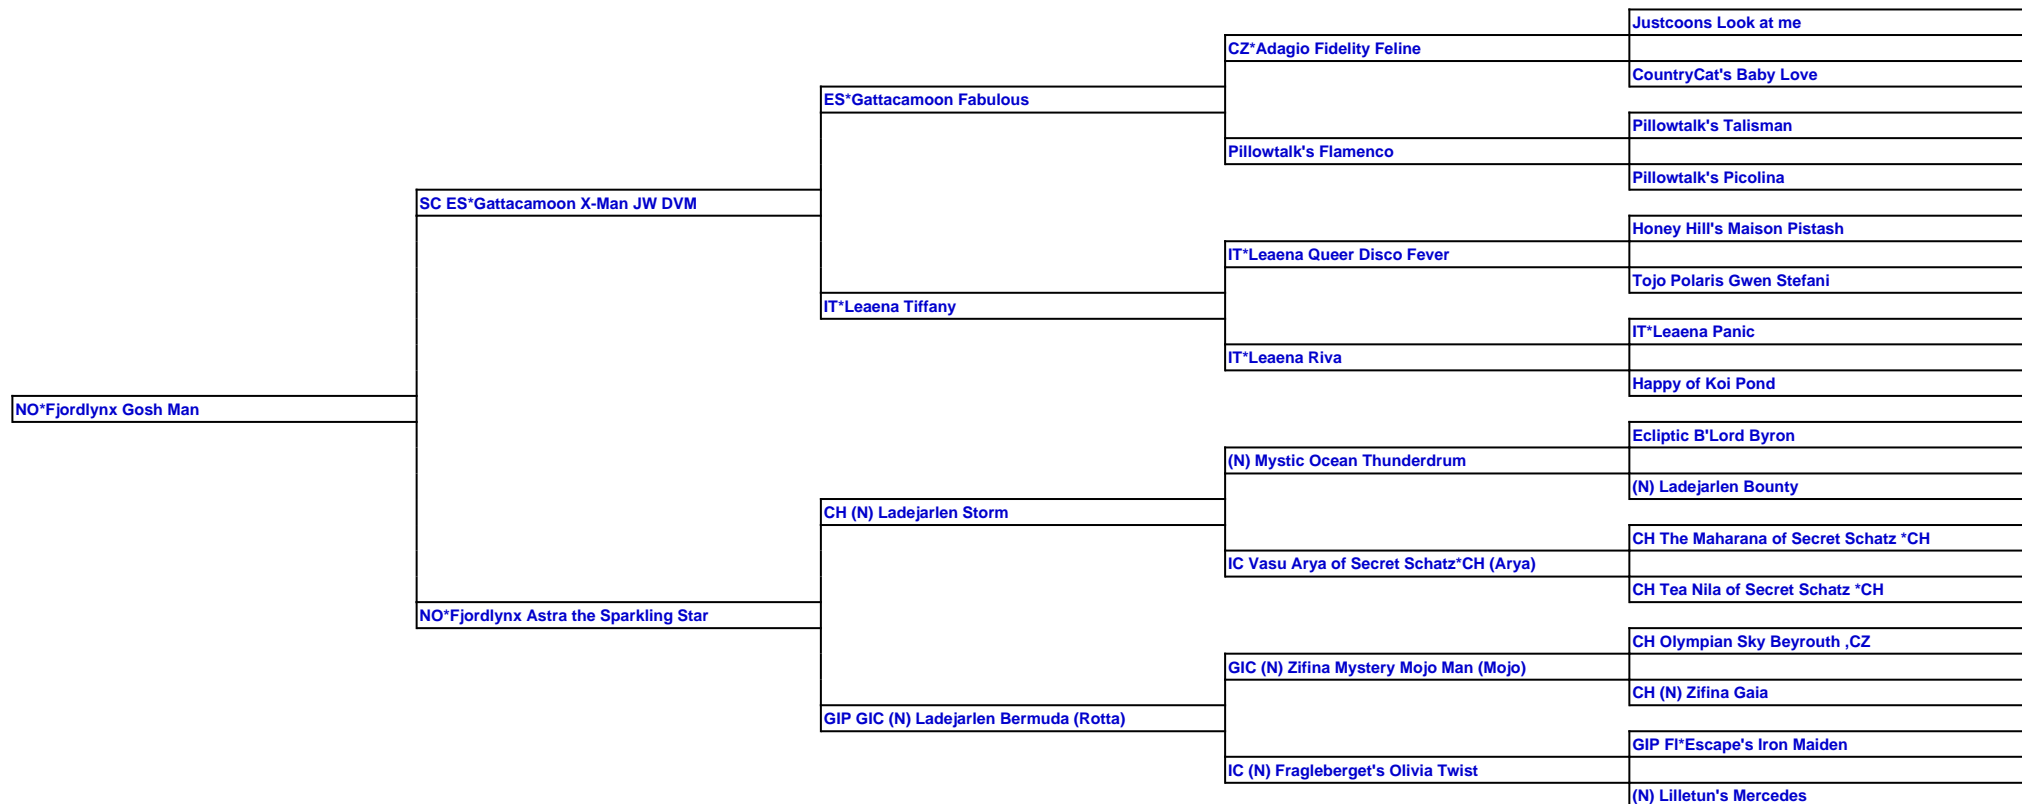 Justcoons Look at me
CZ*Adagio Fidelity Feline
CountryCat's Baby Love
ES*Gattacamoon Fabulous
Pillowtalk's Talisman
Pillowtalk's Flamenco
Pillowtalk's Picolina
SC ES*Gattacamoon X-Man JW DVM
Honey Hill's Maison Pistash
IT*Leaena Queer Disco Fever
Tojo Polaris Gwen Stefani
IT*Leaena Tiffany
IT*Leaena Panic
IT*Leaena Riva
Happy of Koi Pond
NO*Fjordlynx Gosh Man
Ecliptic B'Lord Byron
(N) Mystic Ocean Thunderdrum
(N) Ladejarlen Bounty
CH (N) Ladejarlen Storm
CH The Maharana of Secret Schatz *CH
IC Vasu Arya of Secret Schatz*CH (Arya)
CH Tea Nila of Secret Schatz *CH
NO*Fjordlynx Astra the Sparkling Star
CH Olympian Sky Beyrouth ,CZ
GIC (N) Zifina Mystery Mojo Man (Mojo)
CH (N) Zifina Gaia
GIP GIC (N) Ladejarlen Bermuda (Rotta)
GIP FI*Escape's Iron Maiden
IC (N) Fragleberget's Olivia Twist
(N) Lilletun's Mercedes